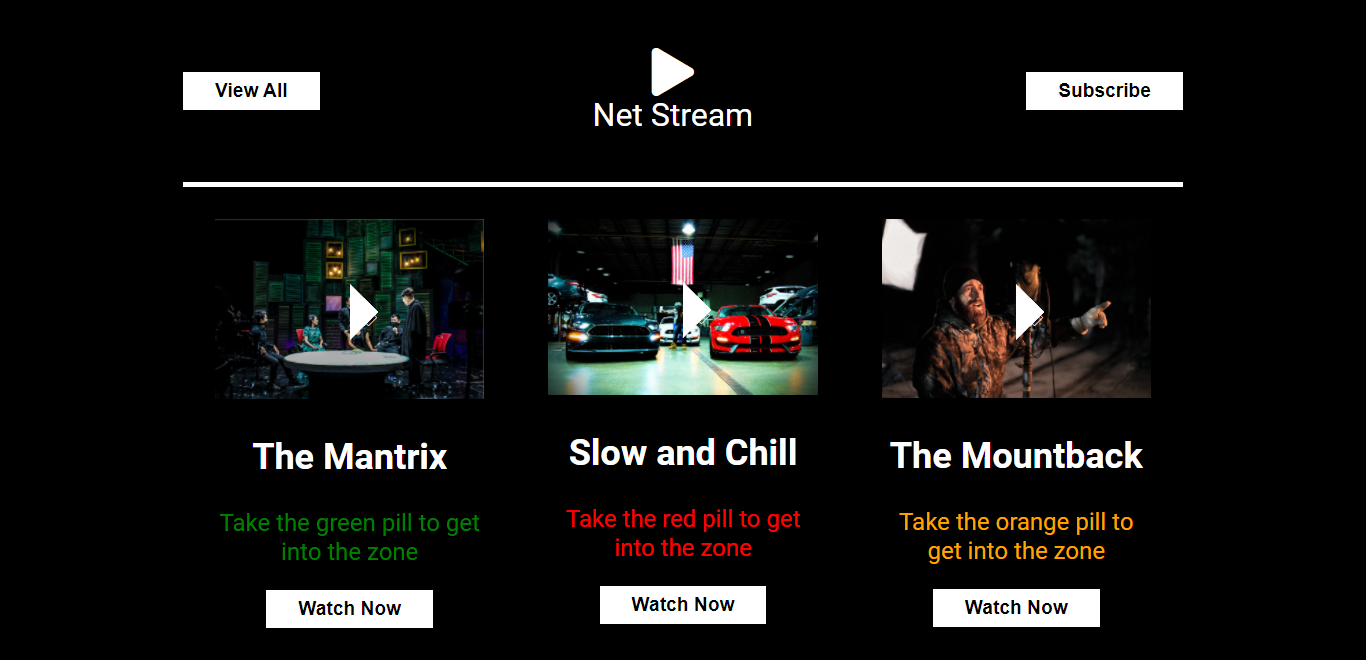 View All
Net Stream
Subscribe
The Mantrix
Take the green pill to get
into the zone
Watch Now
Slow and Chill
Take the red pill to get
into the zone
Watch Now
The Mountback
Take the orange pill to
get into the zone
Watch Now